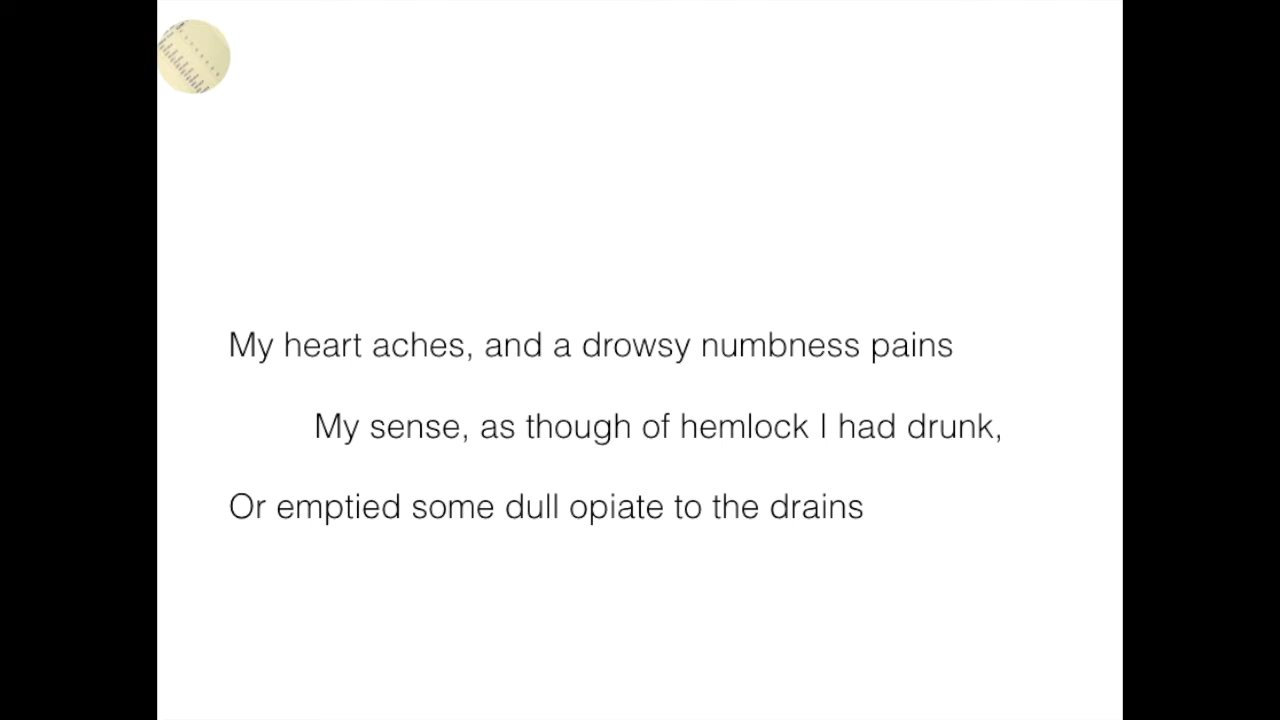 My heart aches, and a drowsy numbness pains
My sense, as though of hemlock I had drunk,
Or emptied some dull opiate to the drains